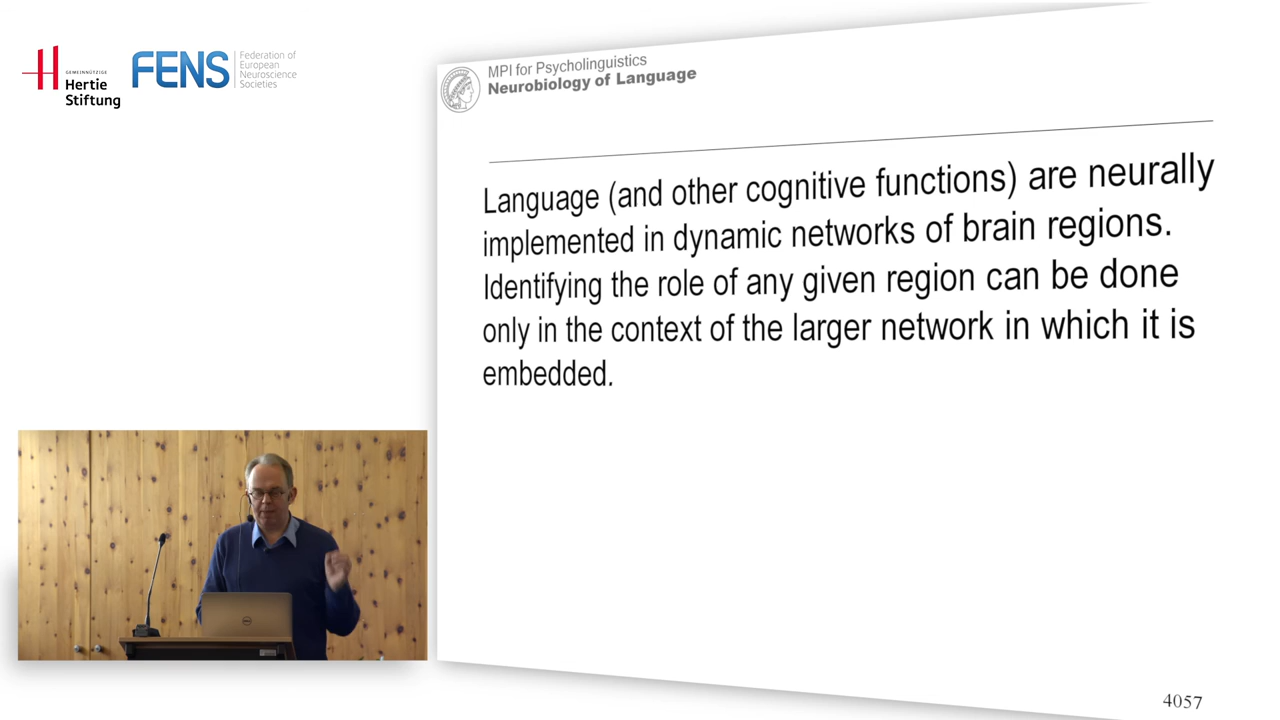 GEMEINNÜTZIGE
Hertie
Stiftung
FENS
Federation of
European
Neuroscience
Societies
MPI for Psycholinguistics
Neurobiology of Language
Language (and other cognitive functions) are neurally
implemented in dynamic networks of brain regions.
Identifying the role of any given region can be done
only in the context of the larger network in which it is
embedded.
4057